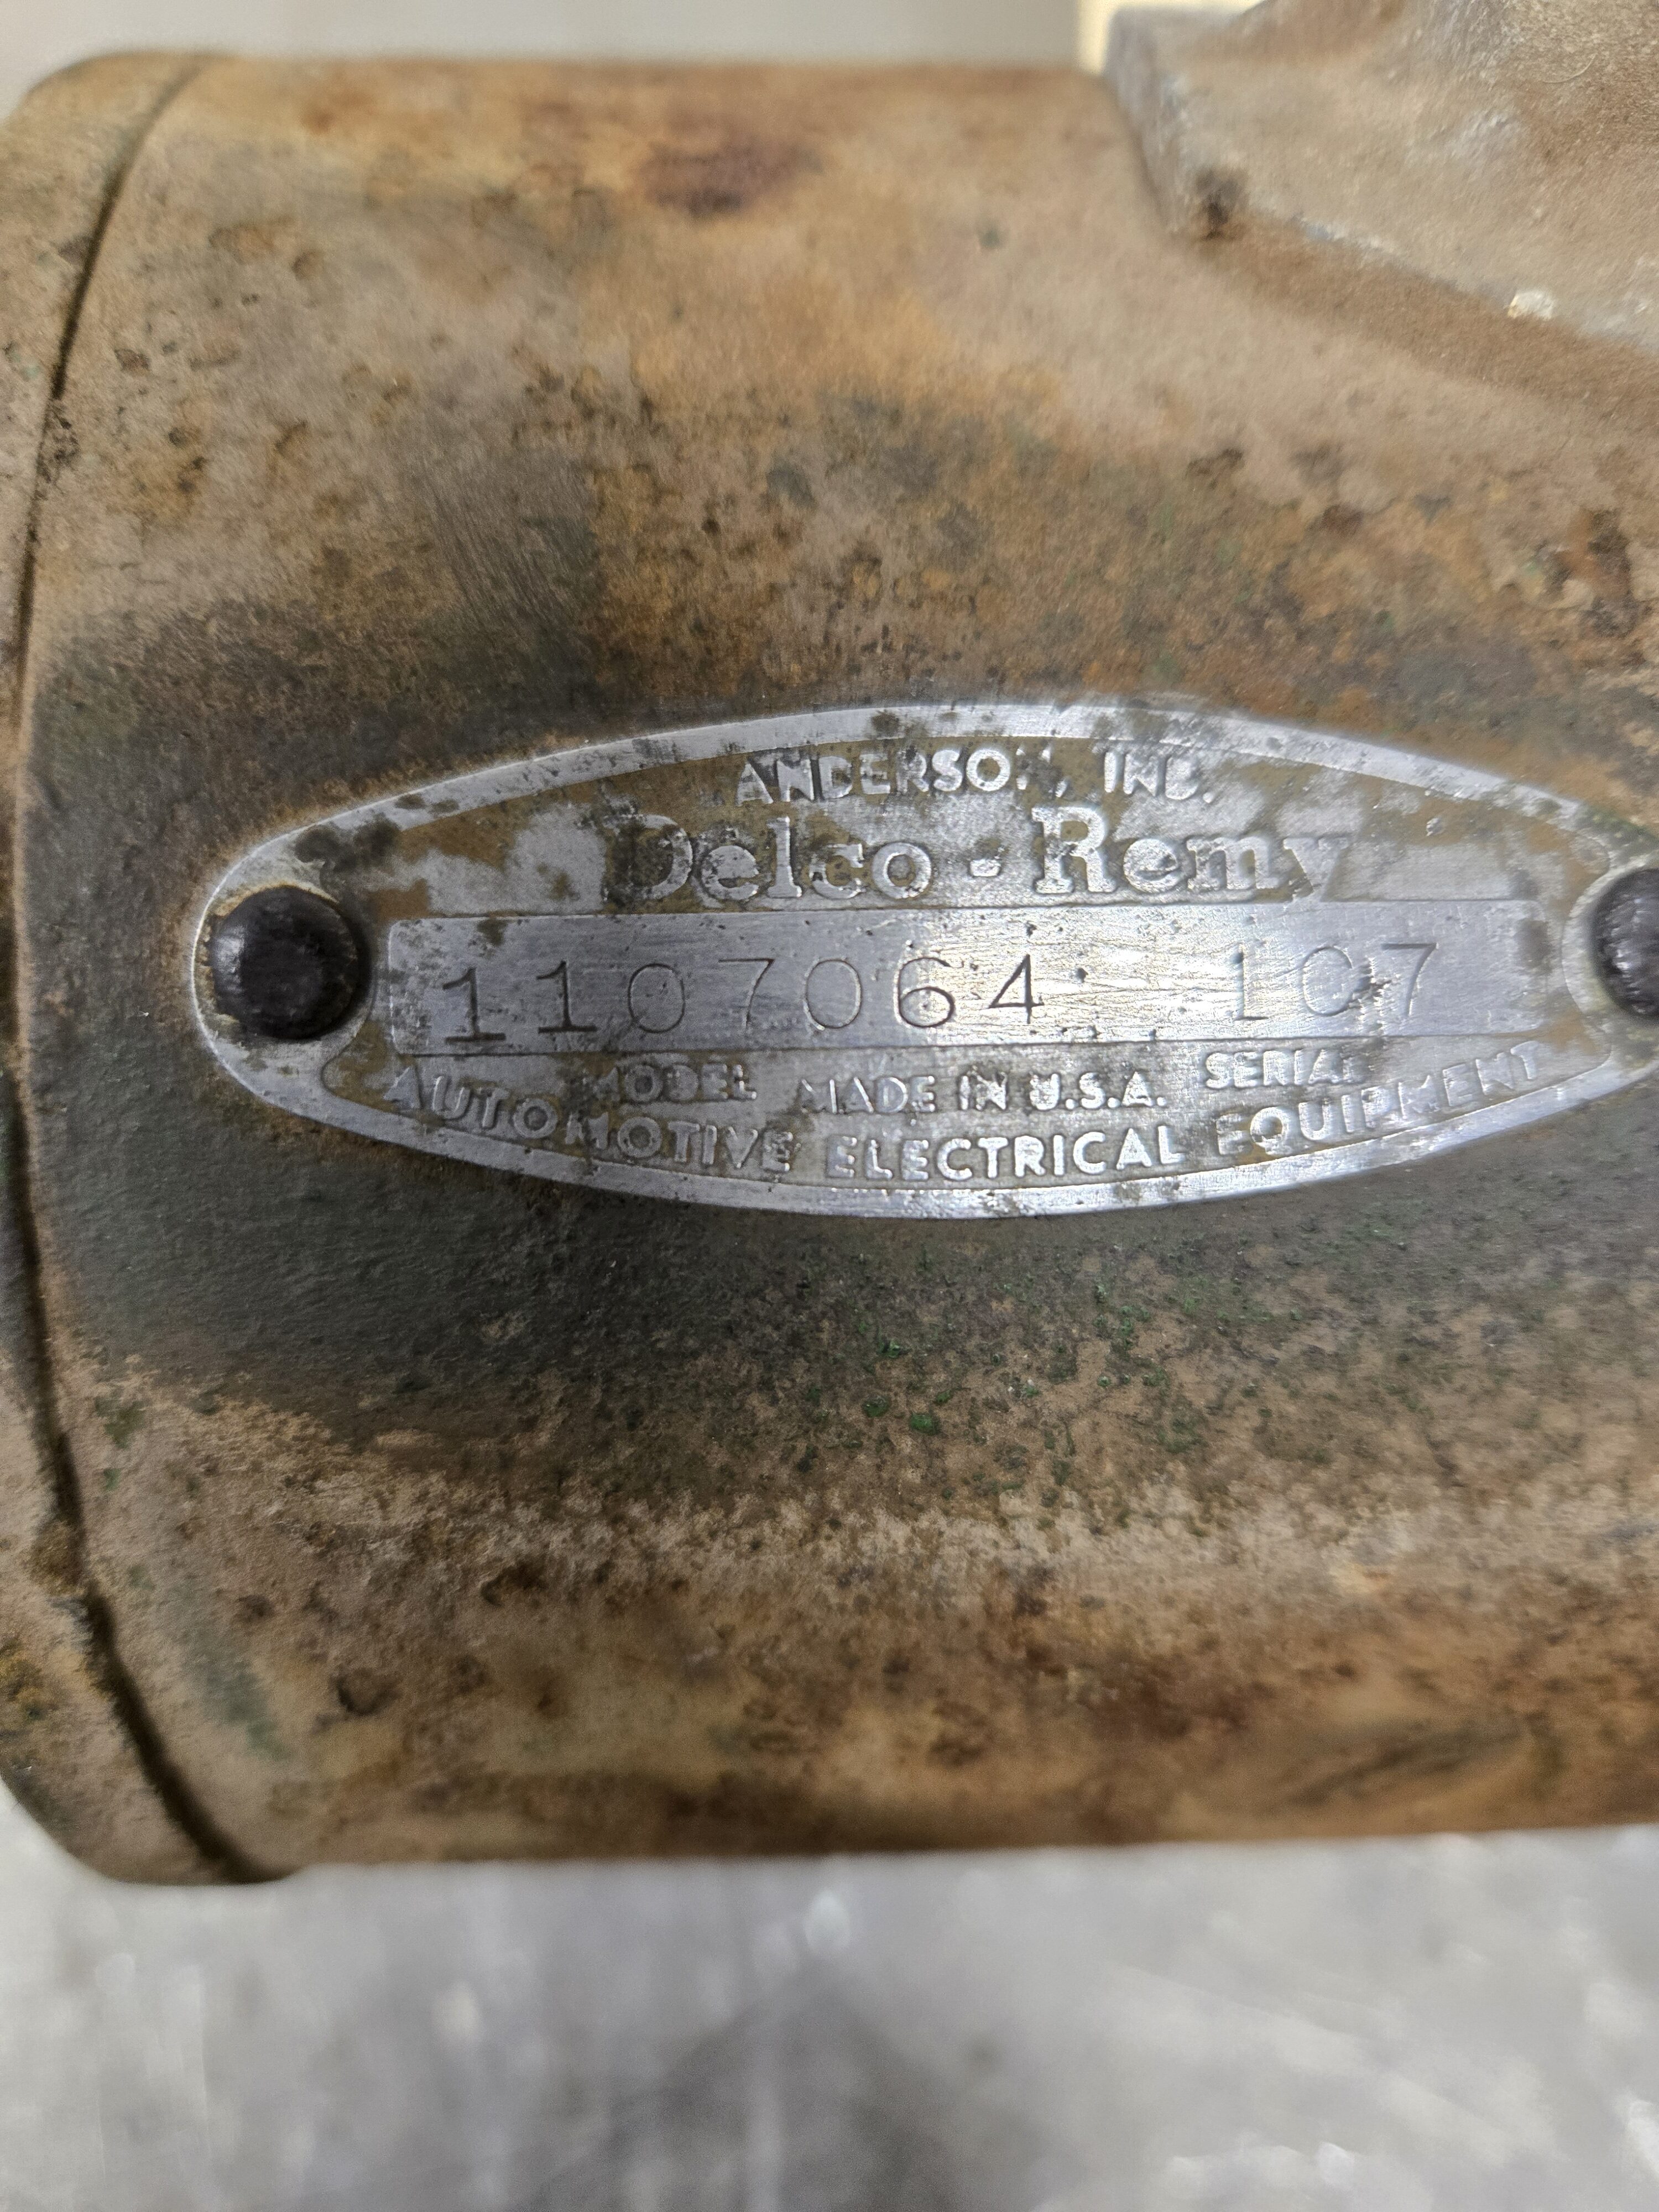 ANDERSON, IND.
Delco-Remy
1107064 1C7
MODEL MADE IN U.S.A. SERIAL
AUTOMOTIVE ELECTRICAL EQUIPMENT